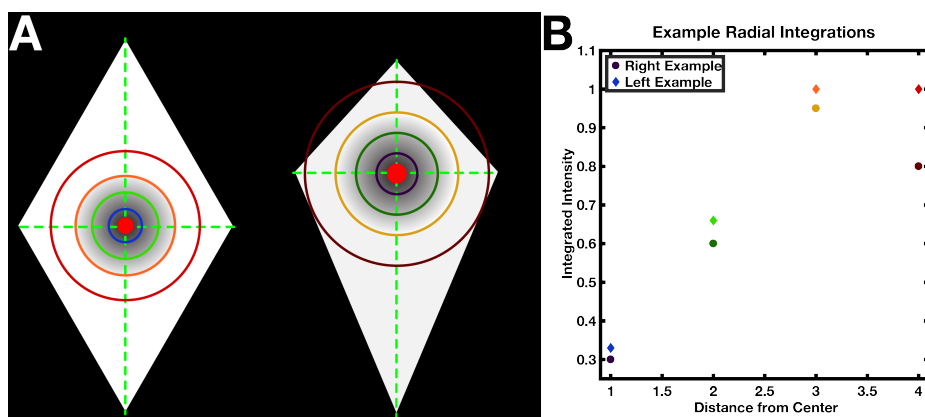 A
B
Example Radial Integrations
Right Example
Left Example
Integrated Intensity
1.1
1
0.9
0.8
0.7
0.6
0.5
0.4
0.3
1 1.5 2 2.5 3 3.5 4
Distance from Center